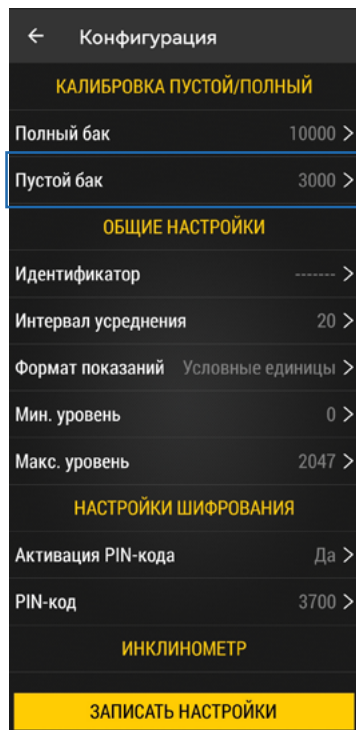 Конфигурация
КАЛИБРОВКА ПУСТОЙ/ПОЛНЫЙ
Полный бак 10000
Пустой бак 3000
ОБЩИЕ НАСТРОЙКИ
Идентификатор -------
Интервал усреднения 20
Формат показаний Условные единицы
Мин. уровень 0
Макс. уровень 2047
НАСТРОЙКИ ШИФРОВАНИЯ
Активация PIN-кода Да
PIN-код 3700
ИНКЛИНОМЕТР
ЗАПИСАТЬ НАСТРОЙКИ